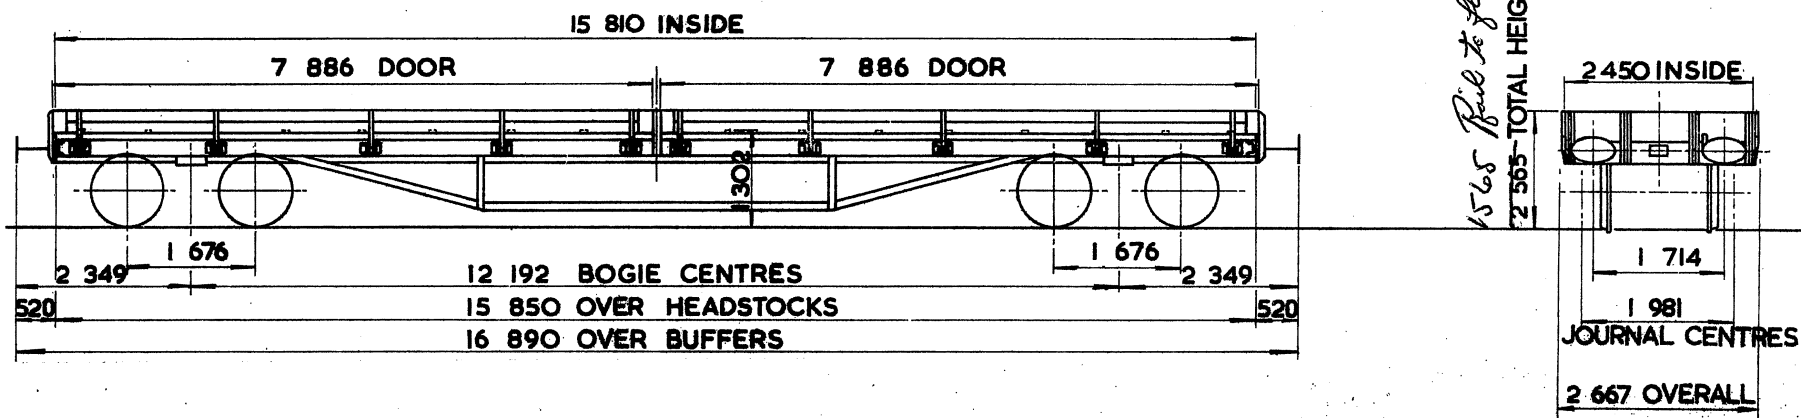 15 810 INSIDE
7 886 DOOR
7 886 DOOR
1 302
1 676
1 676
2 349
12 192 BOGIE CENTRES
2 349
520
15 850 OVER HEADSTOCKS
520
16 890 OVER BUFFERS
1565 Rail to
2 565 TOTAL HEIG
2 450 INSIDE
1 714
1 981
JOURNAL CENTRES
2 667 OVERALL